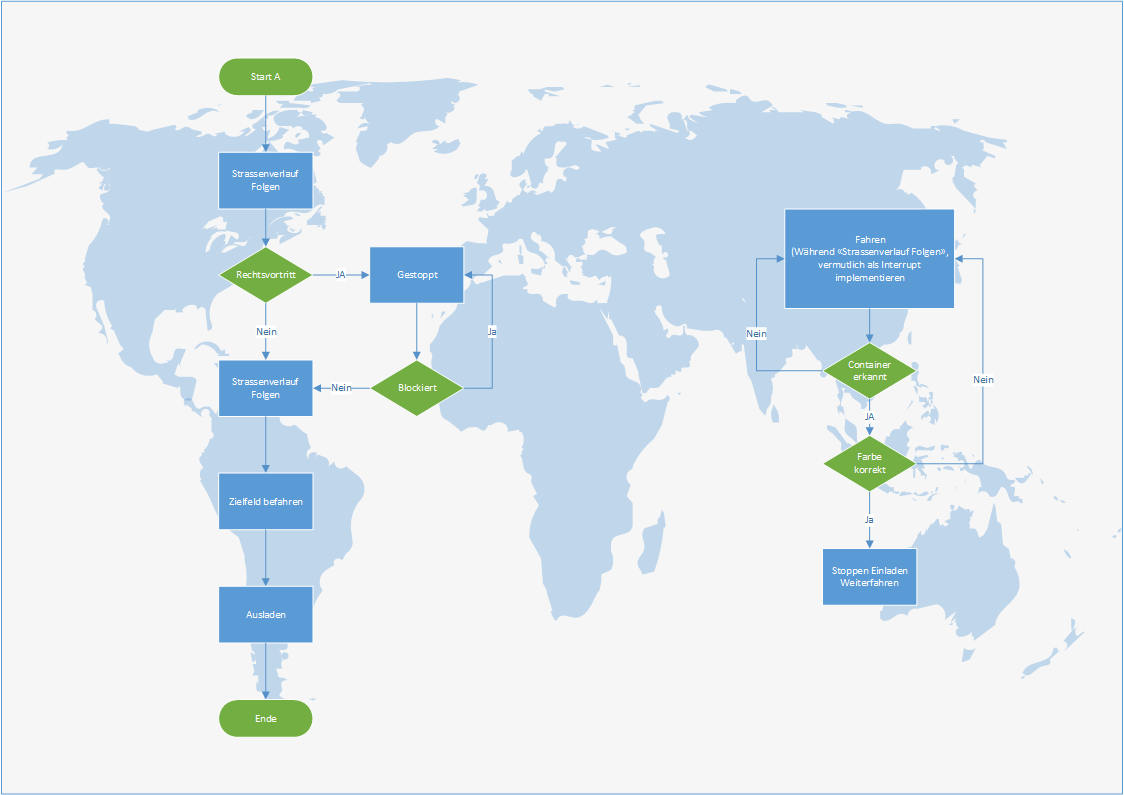 Start A
Strassenverlauf
Folgen
Rechtsvortritt
JA
Gestoppt
Nein
Ja
Strassenverlauf
Folgen
Nein
Blockiert
Zielfeld befahren
Ausladen
Ende
Fahren
(Während «Strassenverlauf Folgen»,
vermutlich als Interrupt
implementieren
Nein
Container
erkannt
Nein
JA
Farbe
korrekt
Ja
Stoppen Einladen
Weiterfahren